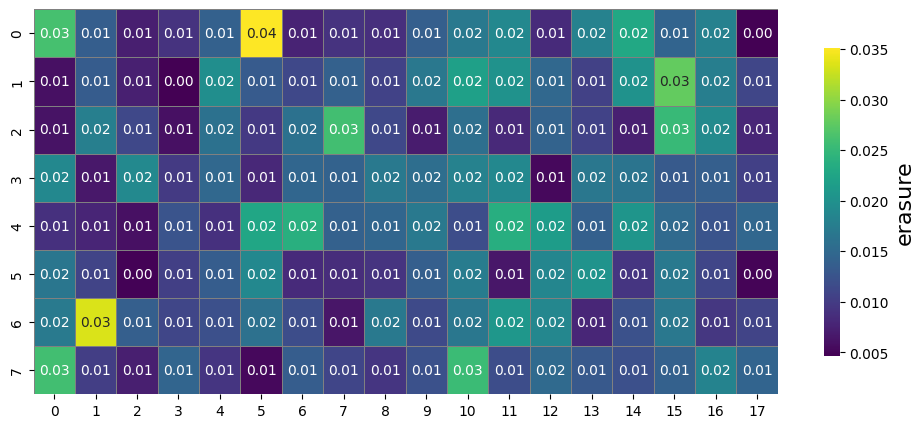 0 0.03 0.01 0.01 0.01 0.01 0.04 0.01 0.01 0.01 0.01 0.02 0.02 0.01 0.02 0.02 0.01 0.02 0.00
1 0.01 0.01 0.01 0.00 0.02 0.01 0.01 0.01 0.01 0.02 0.02 0.02 0.01 0.01 0.02 0.03 0.02 0.01
2 0.01 0.02 0.01 0.01 0.02 0.01 0.02 0.03 0.01 0.01 0.02 0.01 0.01 0.01 0.01 0.03 0.02 0.01
3 0.02 0.01 0.02 0.01 0.01 0.01 0.01 0.01 0.02 0.02 0.02 0.02 0.01 0.02 0.02 0.01 0.01 0.01
4 0.01 0.01 0.01 0.01 0.01 0.02 0.02 0.01 0.01 0.02 0.01 0.02 0.02 0.01 0.02 0.02 0.01 0.01
5 0.02 0.01 0.00 0.01 0.01 0.02 0.01 0.01 0.01 0.01 0.02 0.01 0.02 0.02 0.01 0.02 0.01 0.00
6 0.02 0.03 0.01 0.01 0.01 0.02 0.01 0.01 0.02 0.01 0.02 0.02 0.02 0.01 0.01 0.02 0.01 0.01
7 0.03 0.01 0.01 0.01 0.01 0.01 0.01 0.01 0.01 0.01 0.03 0.01 0.02 0.01 0.01 0.01 0.02 0.01
0 1 2 3 4 5 6 7 8 9 10 11 12 13 14 15 16 17
0.035
0.030
0.025
0.020
0.015
0.010
0.005
erasure